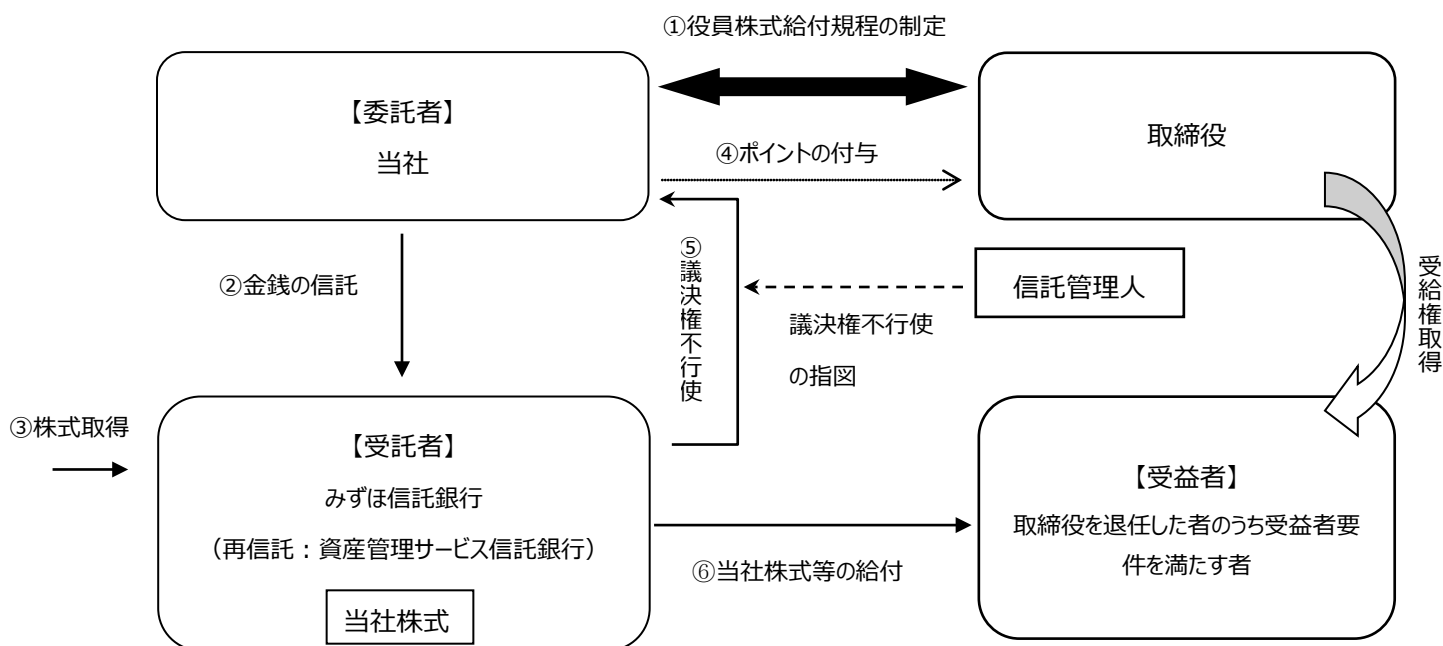 ①役員株式給付規程の制定
【委託者】
当社
取締役
④ポイントの付与
②金銭の信託
⑤議決権不行使
信託管理人
議決権不行使
の指図
受給権取得
③株式取得
【受託者】
みずほ信託銀行
（再信託：資産管理サービス信託銀行）
当社株式
⑥当社株式等の給付
【受益者】
取締役を退任した者のうち受益者要
件を満たす者